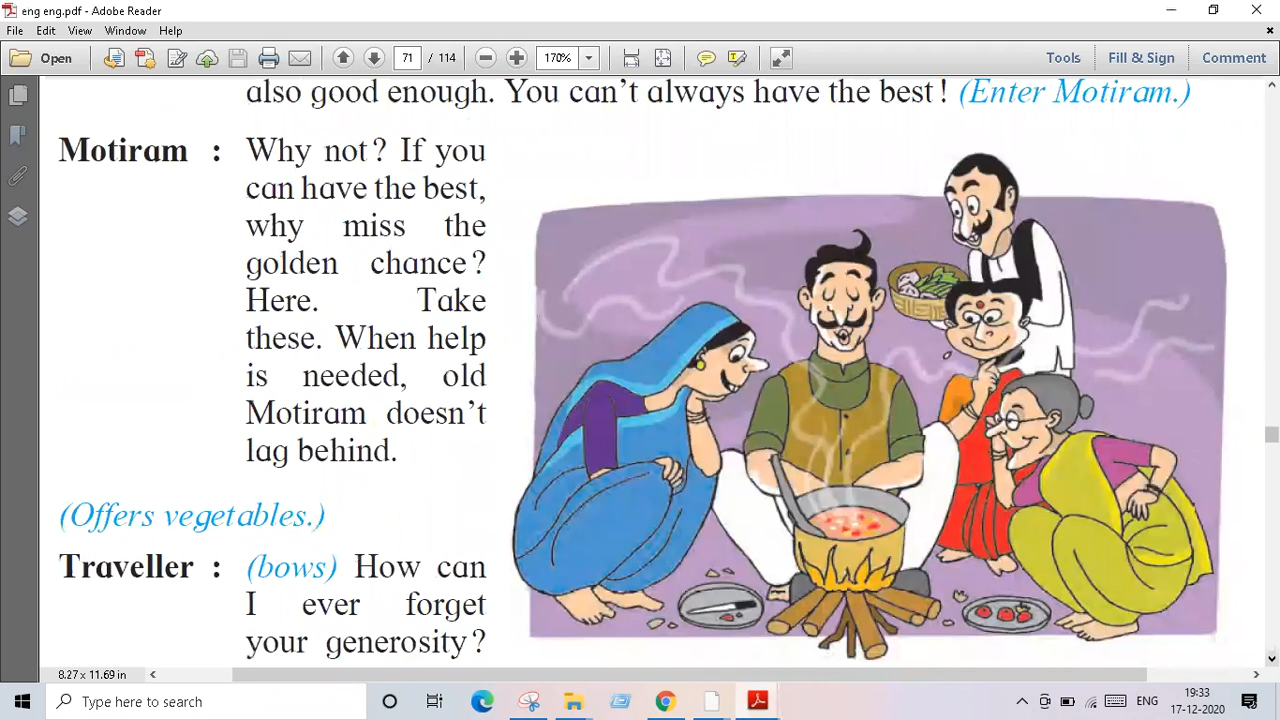 eng eng.pdf - Adobe Reader
File Edit View Window Help
Open 71 / 114 170% Tools Fill & Sign Comment
also good enough. You can't always have the best! (Enter Motiram.)
Motiram : Why not? If you
can have the best,
why miss the
golden chance?
Here. Take
these. When help
is needed, old
Motiram doesn't
lag behind.
(Offers vegetables.)
Traveller : (bows) How can
I ever forget
your generosity?
8.27 x 11.69 in
Type here to search
ENG
19:33
17-12-2020